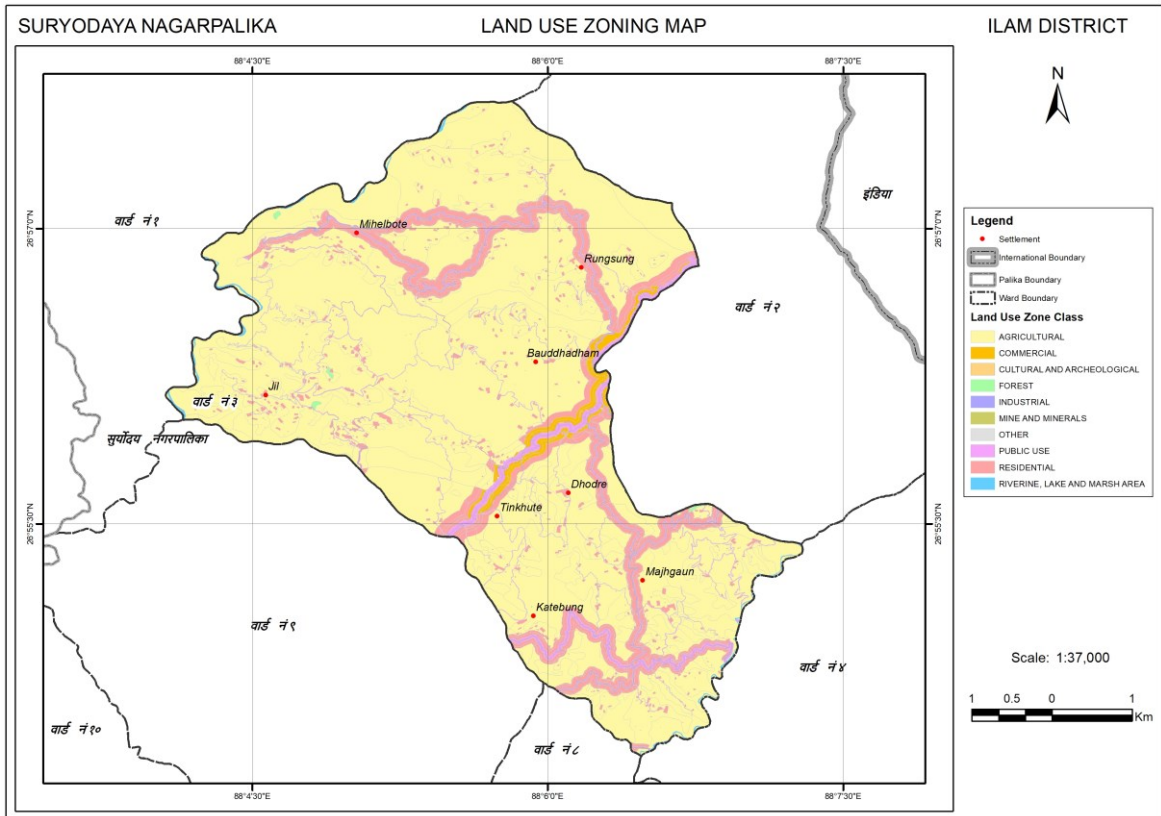 SURYODAYA NAGARPALIKA
LAND USE ZONING MAP
ILAM DISTRICT
88°4'30"E
88°6'0"E
88°7'30"E
N
इंडिया
वार्ड नं १
26°57'0"N
26°57'0"N
Mihelbote
Rungsung
वार्ड नं २
Bauddhadham
Jil
वार्ड नं ३
सुर्योदय नगरपालिका
Dhodre
Tinkhute
26°55'30"N
26°55'30"N
Majhgaun
Katebung
वार्ड नं ९
वार्ड नं ४
वार्ड नं १०
वार्ड नं ८
88°4'30"E
88°6'0"E
88°7'30"E
Legend
Settlement
International Boundary
Palika Boundary
Ward Boundary
Land Use Zone Class
AGRICULTURAL
COMMERCIAL
CULTURAL AND ARCHEOLOGICAL
FOREST
INDUSTRIAL
MINE AND MINERALS
OTHER
PUBLIC USE
RESIDENTIAL
RIVERINE, LAKE AND MARSH AREA
Scale: 1:37,000
1 0.5 0 1
Km